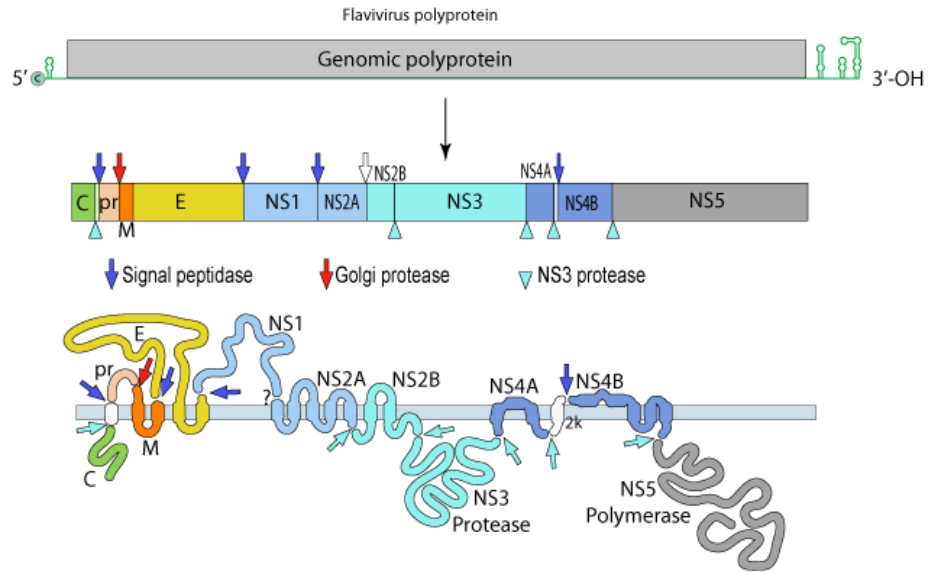 Flavivirus polyprotein
Genomic polyprotein
5′ C 3′-OH
NS2B NS4A
C pr E NS1 NS2A NS3 NS4B NS5
M
Signal peptidase Golgi protease NS3 protease
NS1
E
pr NS2A NS2B NS4A NS4B
?
2k
M
C
NS3
Protease
NS5
Polymerase